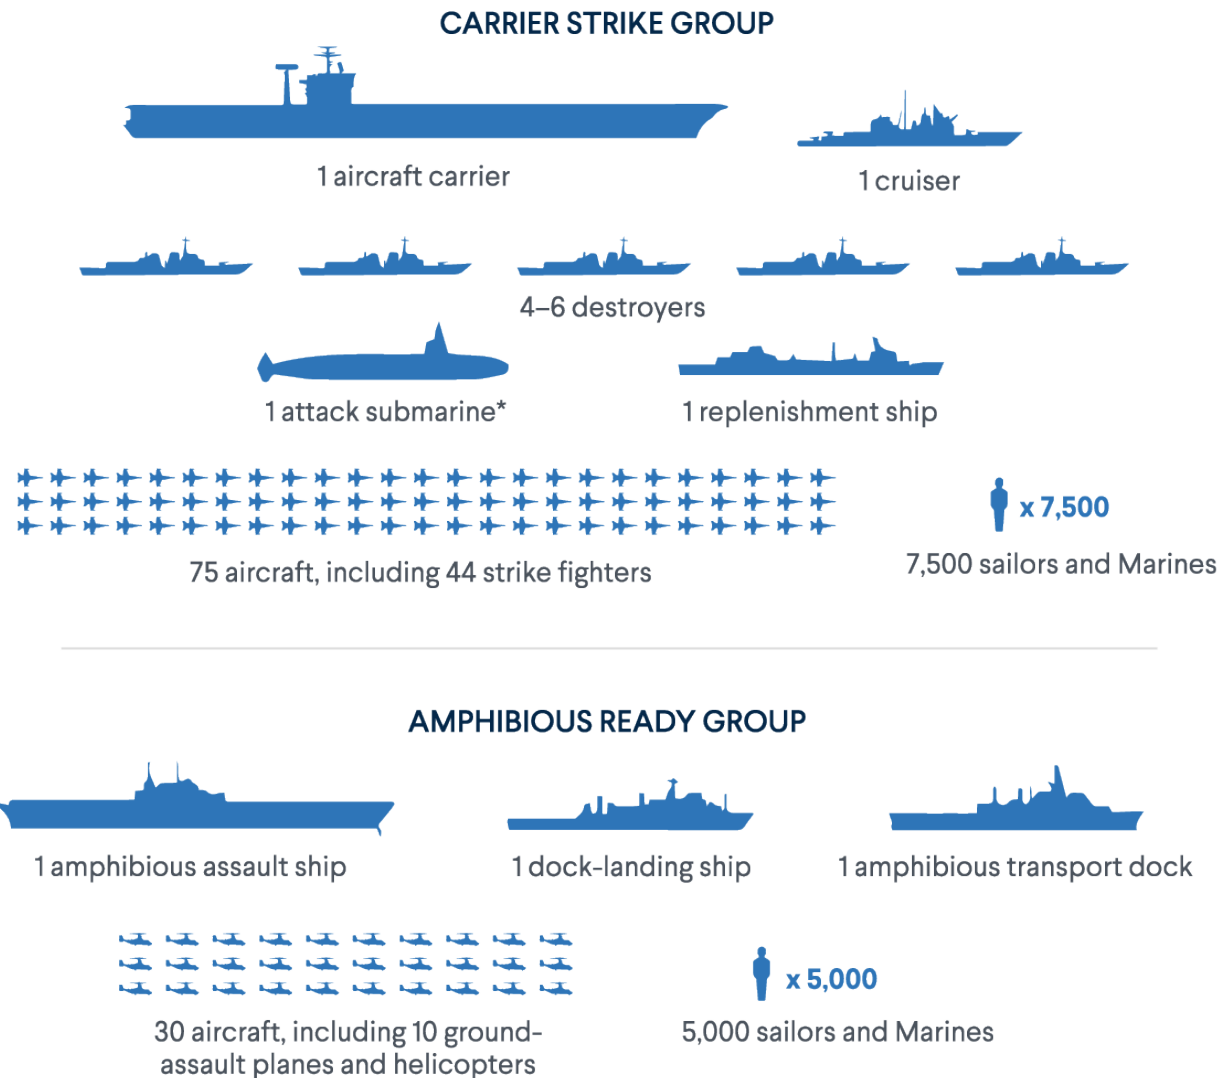 CARRIER STRIKE GROUP
1 aircraft carrier
1 cruiser
4–6 destroyers
1 attack submarine*
1 replenishment ship
x 7,500
75 aircraft, including 44 strike fighters
7,500 sailors and Marines
AMPHIBIOUS READY GROUP
1 amphibious assault ship
1 dock-landing ship
1 amphibious transport dock
x 5,000
30 aircraft, including 10 ground-
assault planes and helicopters
5,000 sailors and Marines